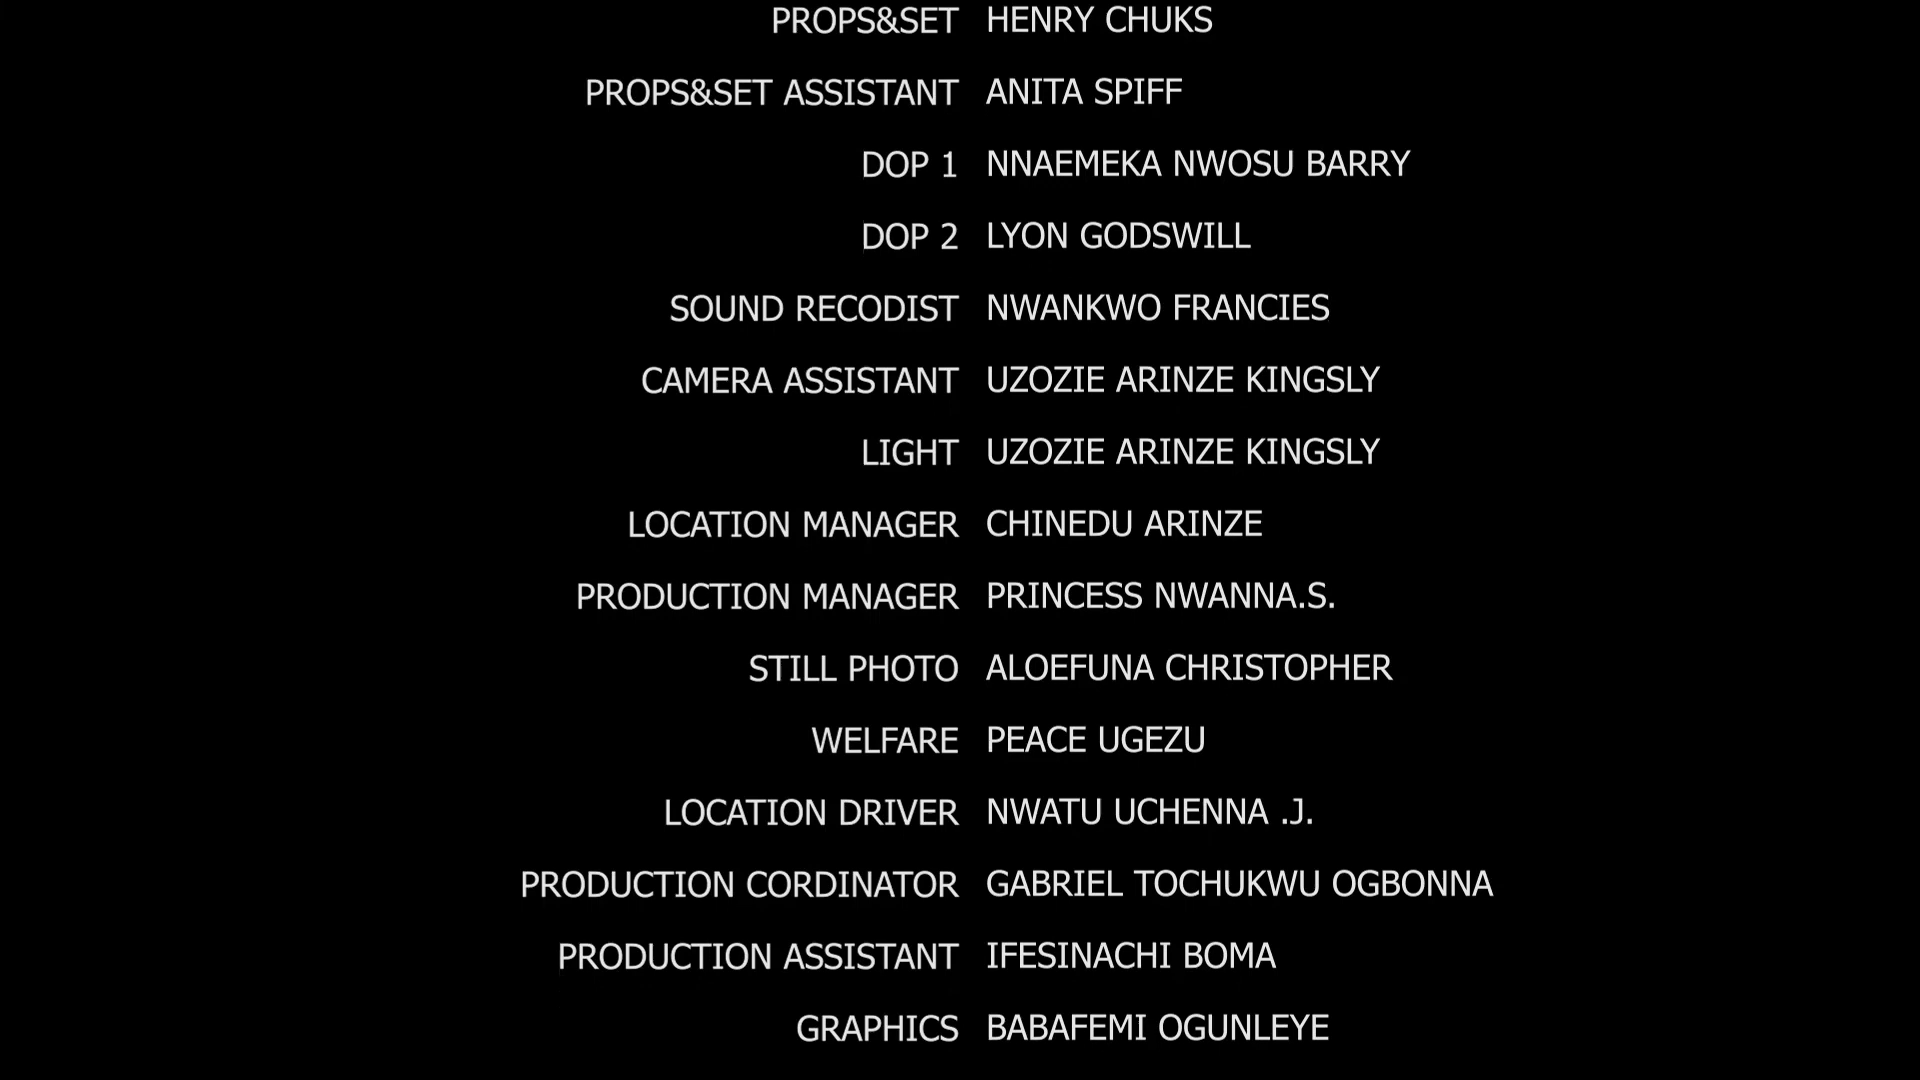 PROPS&SET HENRY CHUKS
PROPS&SET ASSISTANT ANITA SPIFF
DOP 1 NNAEMEKA NWOSU BARRY
DOP 2 LYON GODSWILL
SOUND RECODIST NWANKWO FRANCIES
CAMERA ASSISTANT UZOZIE ARINZE KINGSLY
LIGHT UZOZIE ARINZE KINGSLY
LOCATION MANAGER CHINEDU ARINZE
PRODUCTION MANAGER PRINCESS NWANNA.S.
STILL PHOTO ALOEFUNA CHRISTOPHER
WELFARE PEACE UGEZU
LOCATION DRIVER NWATU UCHENNA .J.
PRODUCTION CORDINATOR GABRIEL TOCHUKWU OGBONNA
PRODUCTION ASSISTANT IFESINACHI BOMA
GRAPHICS BABAFEMI OGUNLEYE